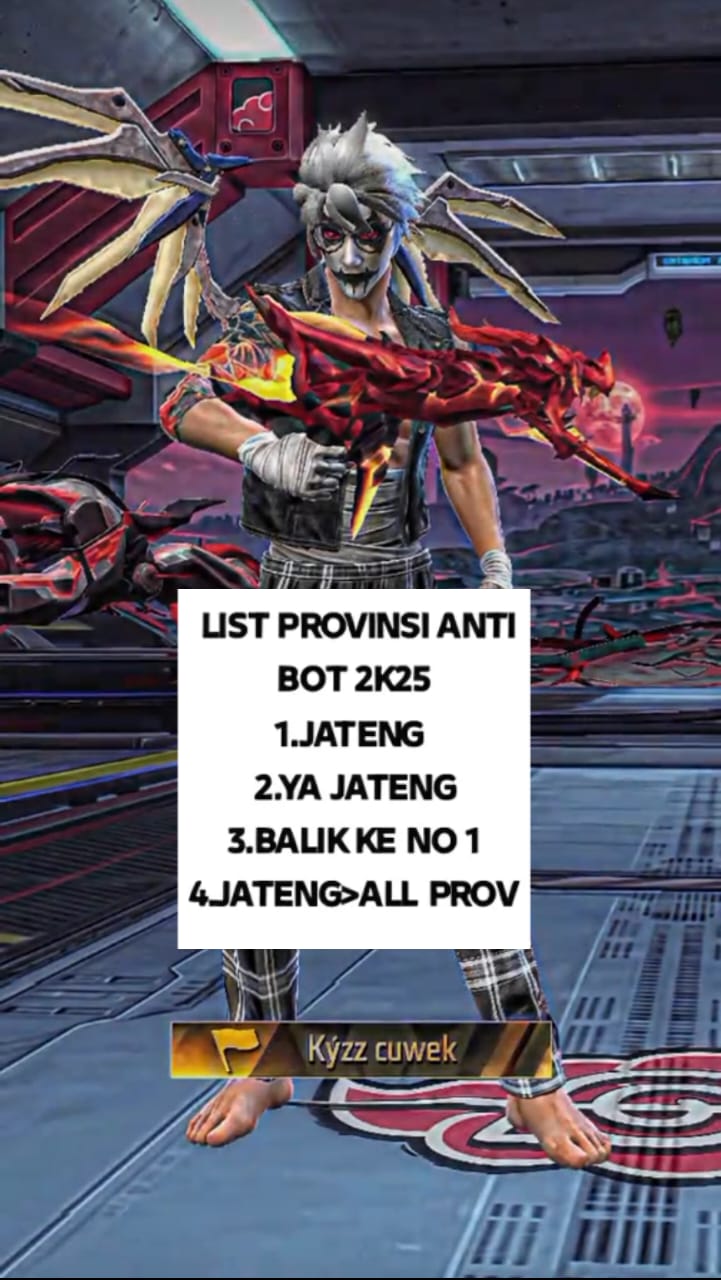 LIST PROVINSI ANTI
BOT 2K25
1.JATENG
2.YA JATENG
3.BALIK KE NO 1
4.JATENG>ALL PROV
Kýzz cuwek